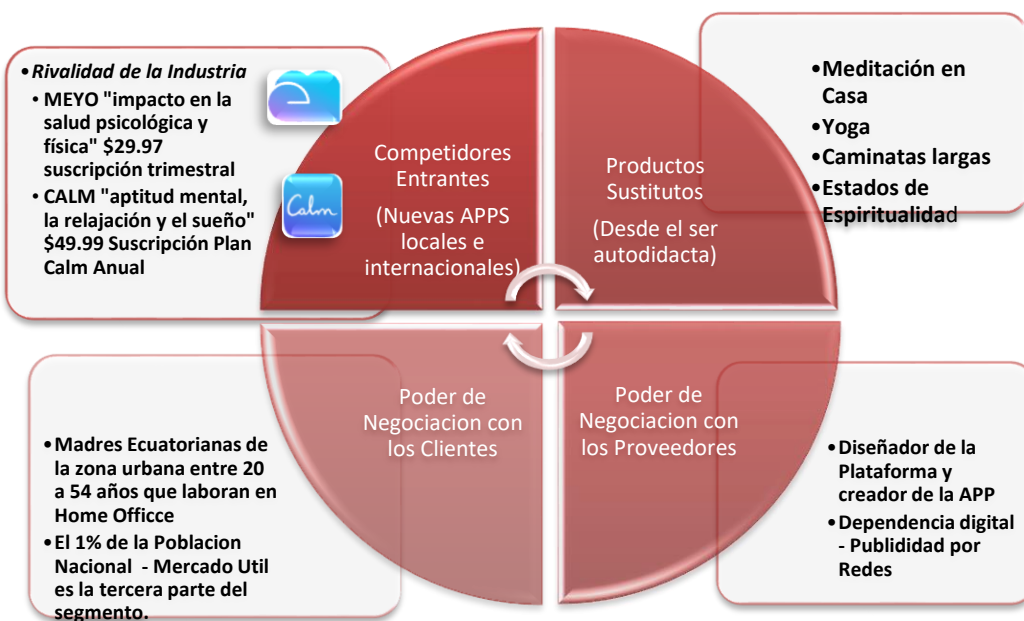 •Rivalidad de la Industria
• MEYO "impacto en la
salud psicológica y
física" $29.97
suscripción trimestral
• CALM "aptitud mental,
la relajación y el sueño"
$49.99 Suscripción Plan
Calm Anual
Calm
Competidores
Entrantes
(Nuevas APPS
locales e
internacionales)
Productos
Sustitutos
(Desde el ser
autodidacta)
•Meditación en
Casa
•Yoga
•Caminatas largas
•Estados de
Espiritualidad
•Madres Ecuatorianas de
la zona urbana entre 20
a 54 años que laboran en
Home Officce
•El 1% de la Poblacion
Nacional - Mercado Util
es la tercera parte del
segmento.
Poder de
Negociacion con
los Clientes
Poder de
Negociacion con
los Proveedores
•Diseñador de la
Plataforma y
creador de la APP
•Dependencia digital
- Publididad por
Redes